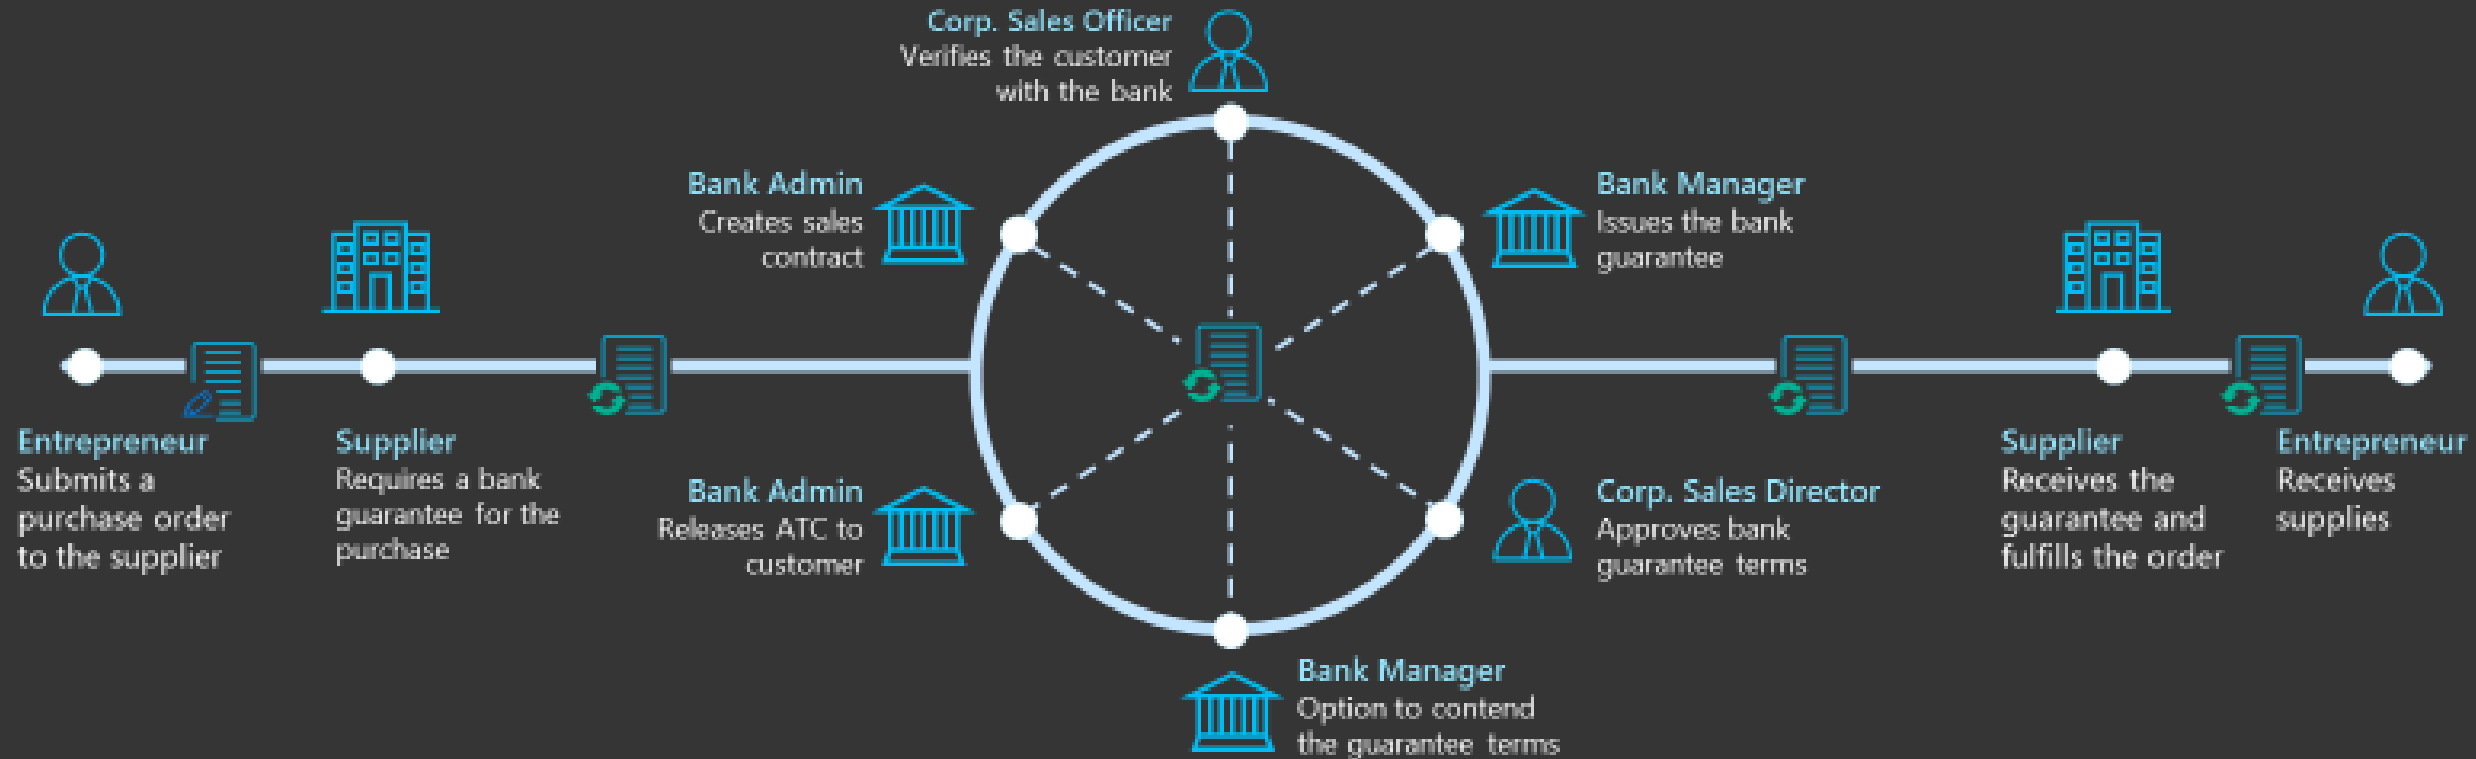 Corp. Sales Officer
Verifies the customer
with the bank
Bank Admin
Creates sales
contract
Bank Manager
Issues the bank
guarantee
Entrepreneur
Submits a
purchase order
to the supplier
Supplier
Requires a bank
guarantee for the
purchase
Bank Admin
Releases ATC to
customer
Corp. Sales Director
Approves bank
guarantee terms
Supplier
Receives the
guarantee and
fulfills the order
Entrepreneur
Receives
supplies
Bank Manager
Option to contend
the guarantee terms